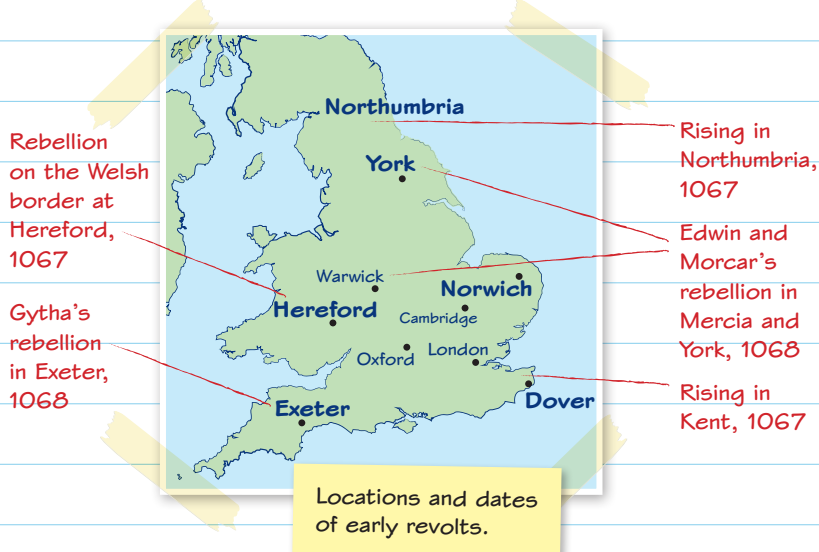 Rebellion
on the Welsh
border at
Hereford,
1067
Gytha's
rebellion
in Exeter,
1068
Northumbria
York
Warwick
Norwich
Hereford
Cambridge
Oxford
London
Exeter
Dover
Rising in
Northumbria,
1067
Edwin and
Morcar's
rebellion in
Mercia and
York, 1068
Rising in
Kent, 1067
Locations and dates
of early revolts.